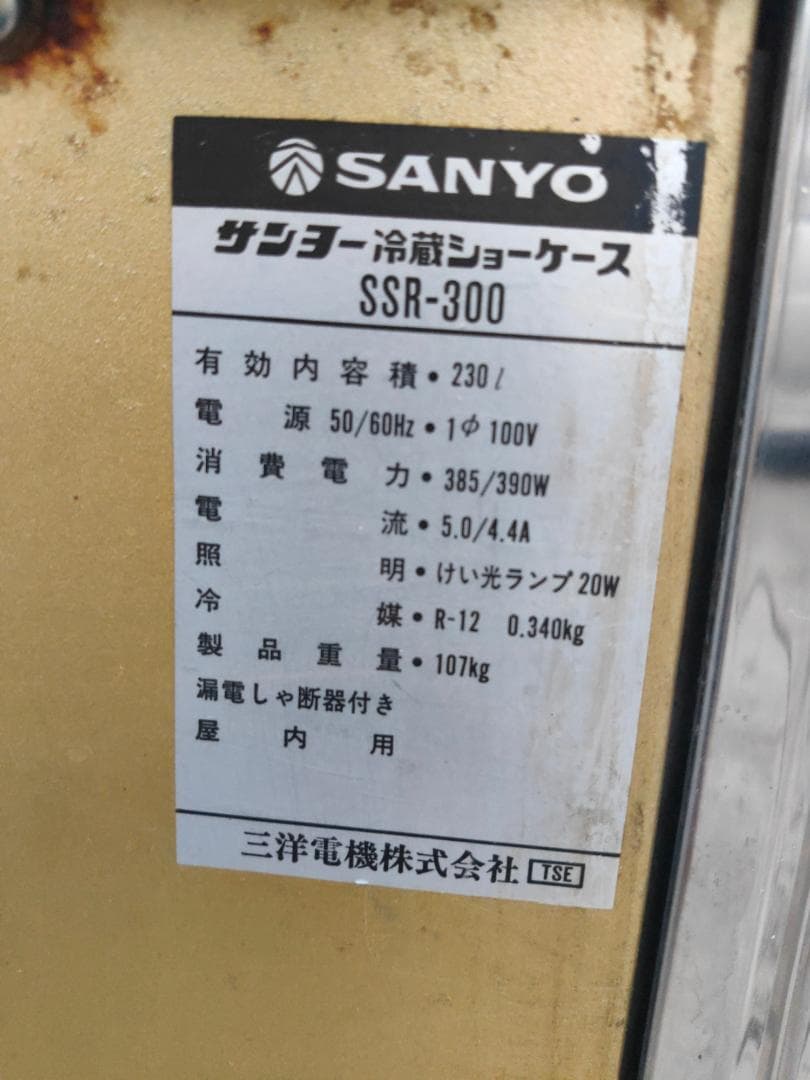 SANYO
サンヨー冷蔵ショーケース
SSR-300
有効内容積・230l
電源 50/60Hz・1φ 100V
消費電力・385/390W
電流・5.0/4.4A
照明・けい光ランプ20W
冷媒・R-12 0.340kg
製品重量・107kg
漏電しゃ断器付き
屋内用
三洋電機株式会社 TSE